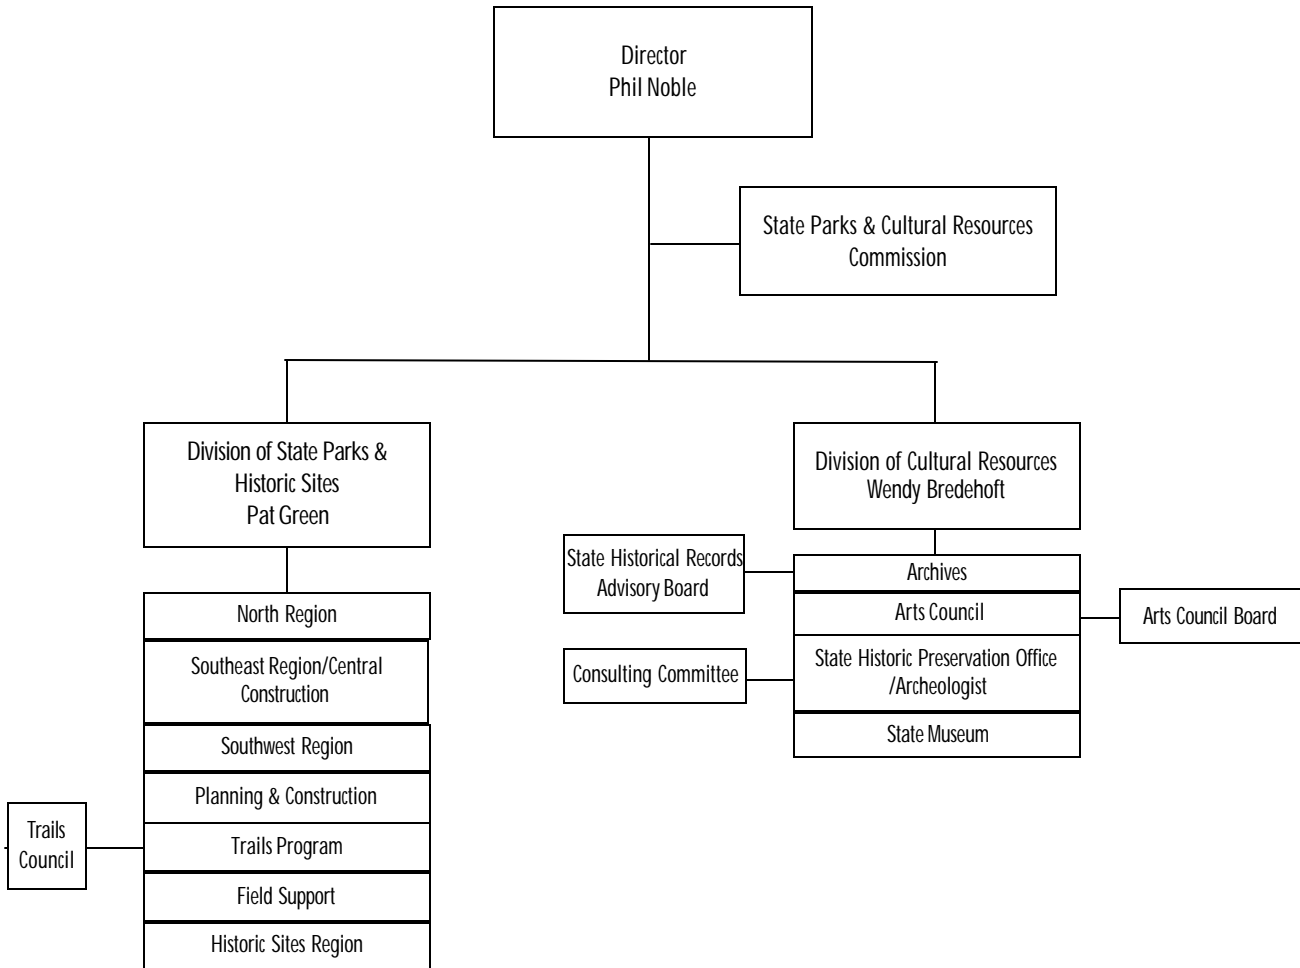 Director
Phil Noble
State Parks & Cultural Resources
Commission
Division of State Parks &
Historic Sites
Pat Green
North Region
Southeast Region/Central
Construction
Southwest Region
Planning & Construction
Trails Program
Field Support
Historic Sites Region
Trails
Council
Division of Cultural Resources
Wendy Bredehoft
Archives
Arts Council
State Historic Preservation Office
/Archeologist
State Museum
State Historical Records
Advisory Board
Consulting Committee
Arts Council Board